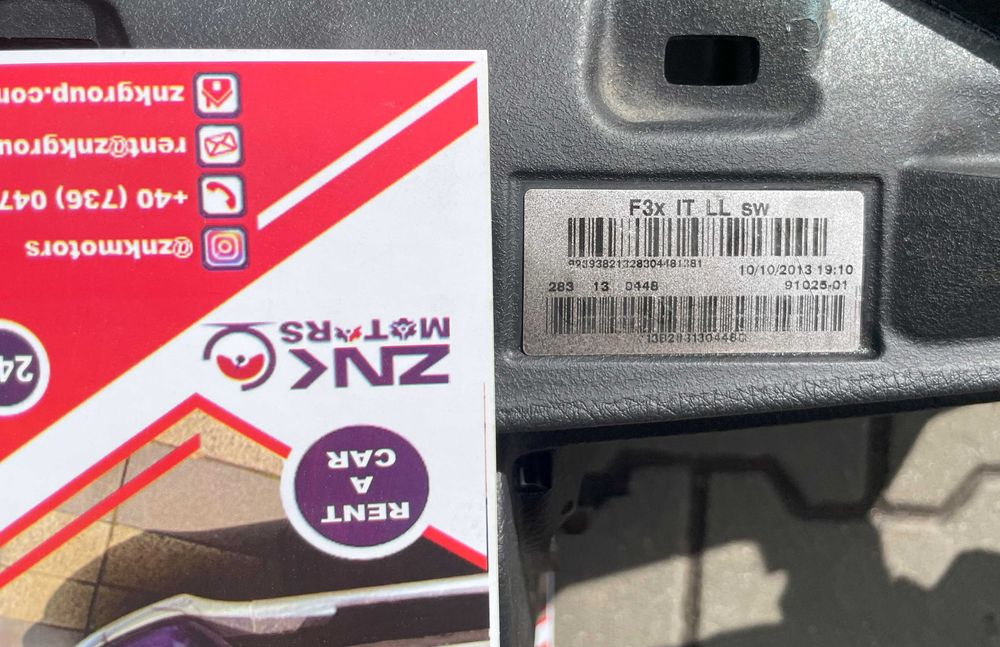 znkgroup.com
rent@znkgrou
+40 (736) 047
@znkmotors
24
ZNK
MOTORS
RENT
A
CAR
F3x IT LL sw
10/10/2013 19:10
283 13 0448 91025-01